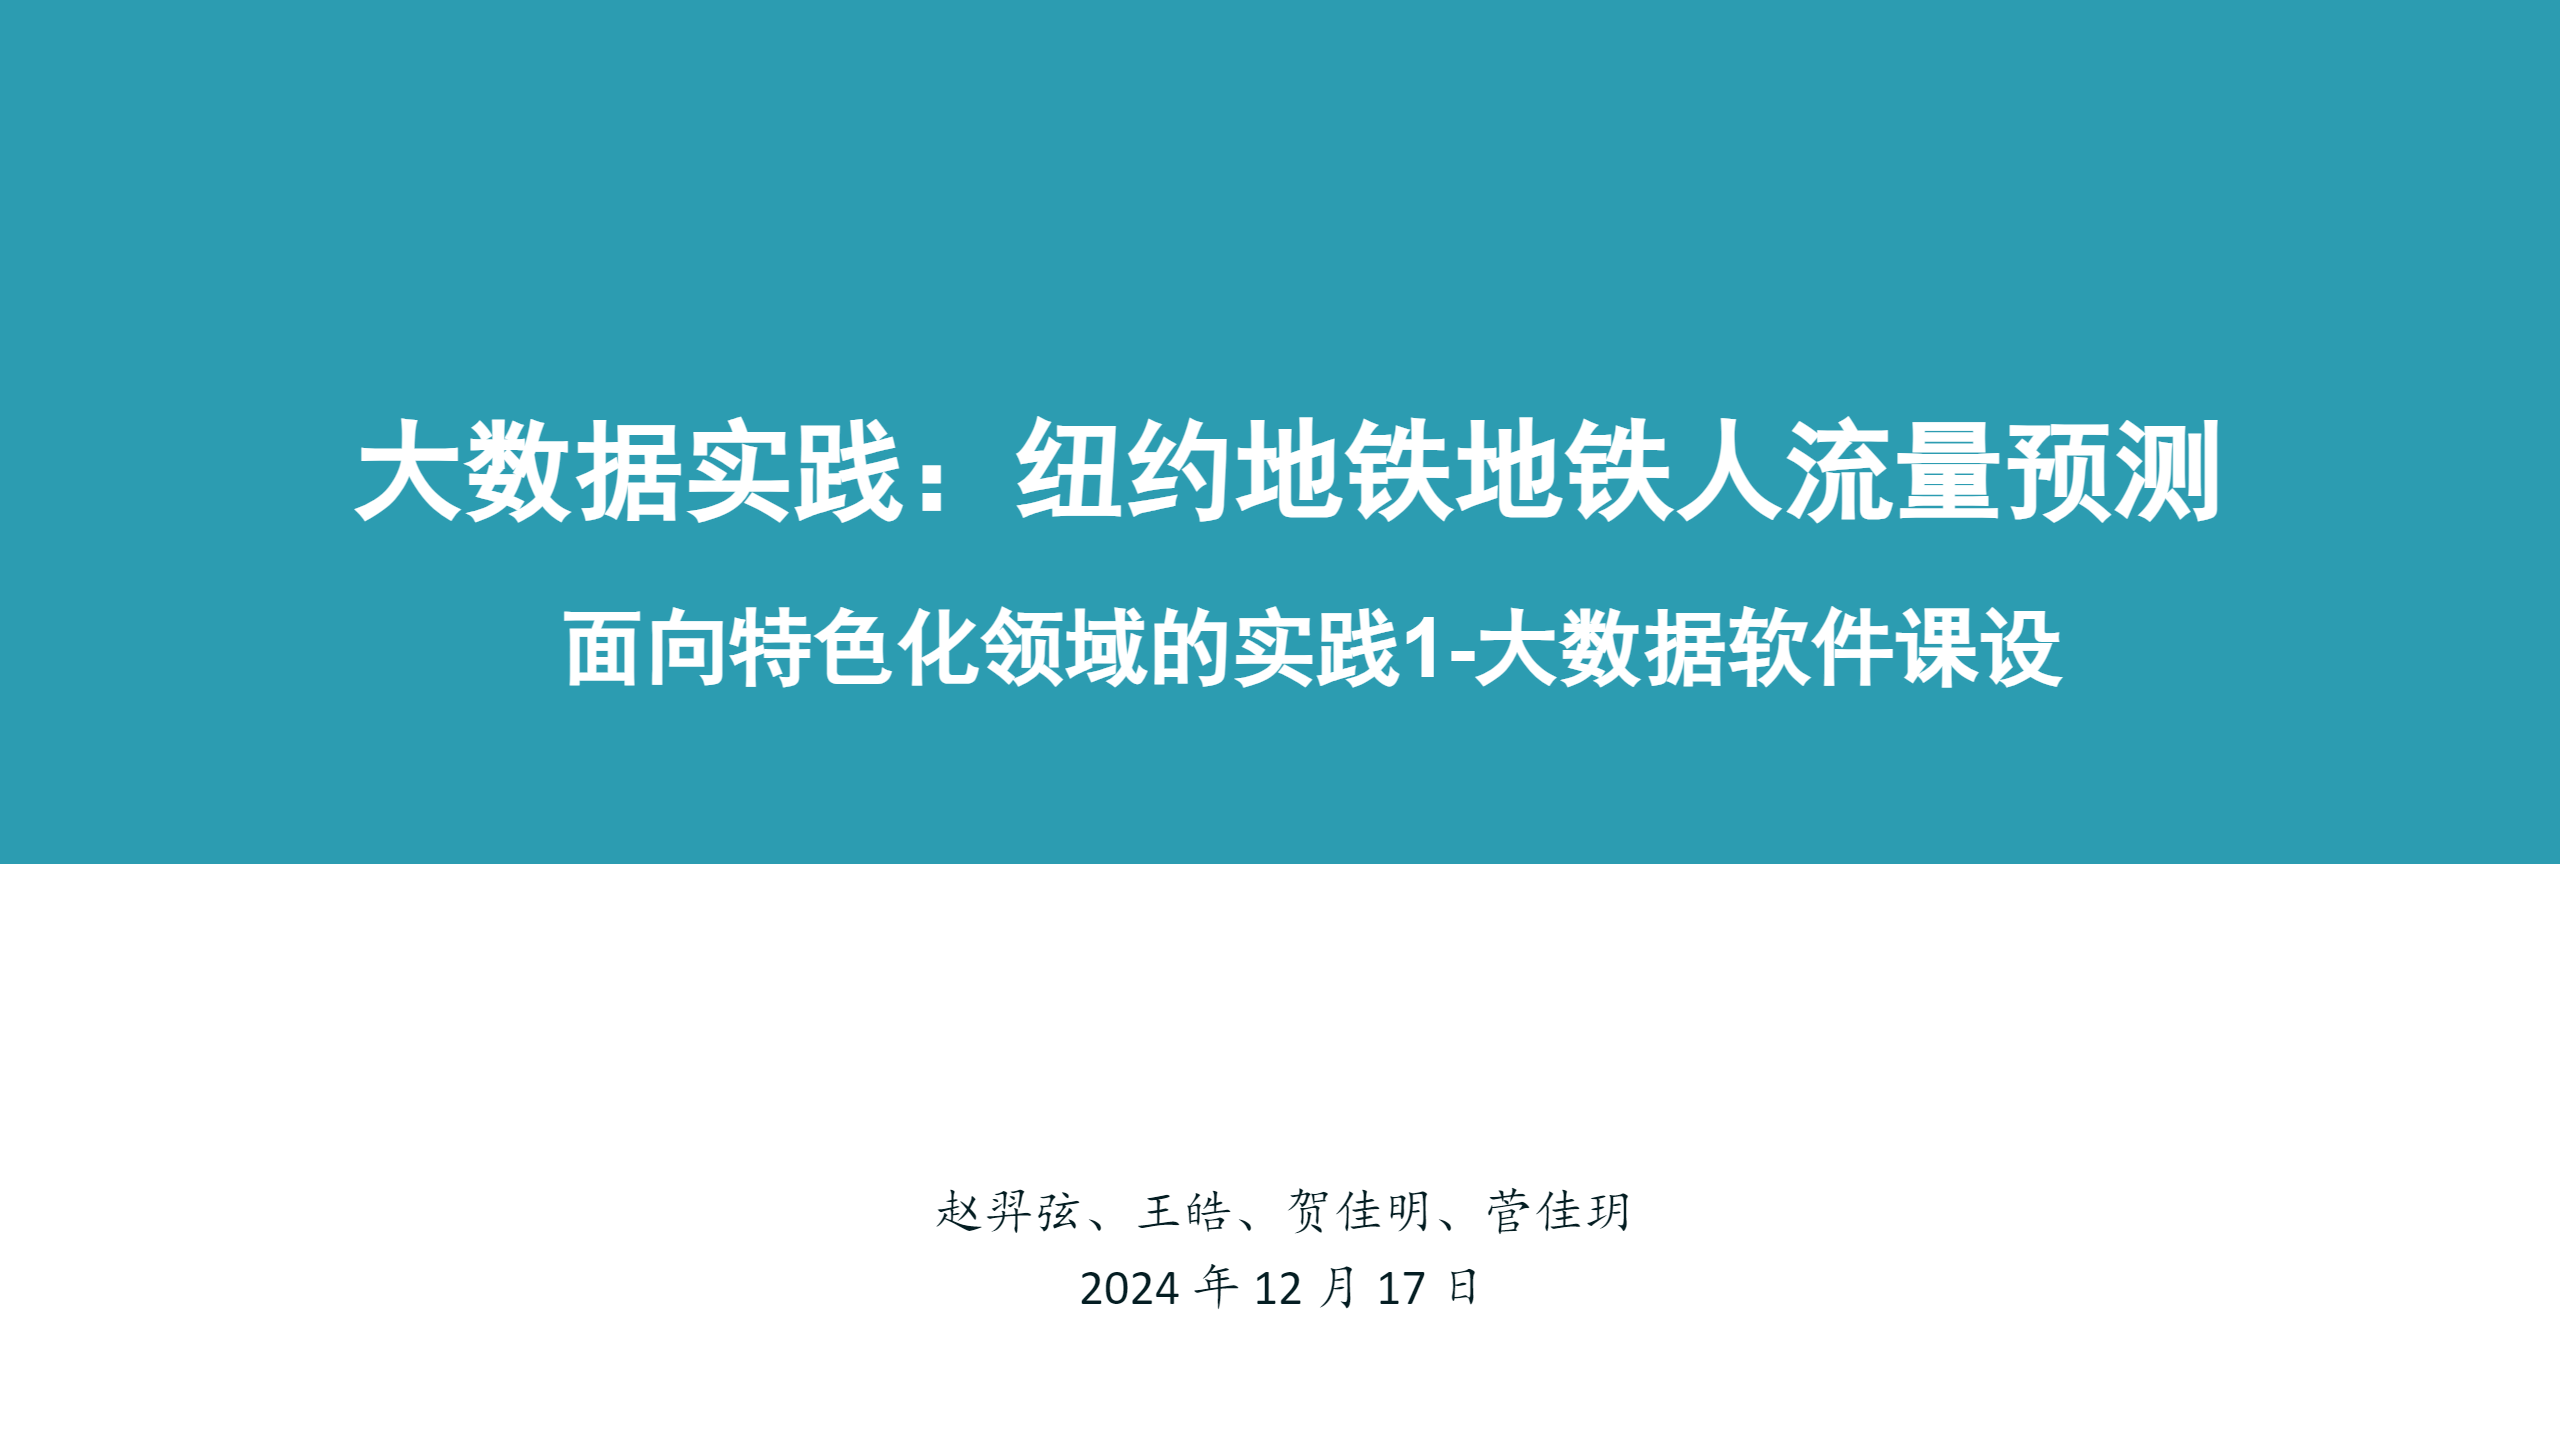 大数据实践：纽约地铁地铁人流量预测
面向特色化领域的实践1-大数据软件课设
赵羿弦、王皓、贺佳明、菅佳玥
2024 年 12 月 17 日